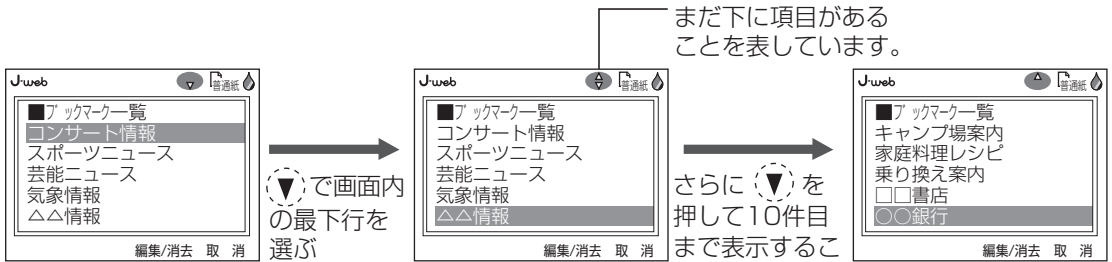 まだ下に項目がある
ことを表しています。
J-web
普通紙
■ブックマーク一覧
コンサート情報
スポーツニュース
芸能ニュース
気象情報
△△情報
編集/消去 取 消
▼で画面内
の最下行を
選ぶ
J-web
普通紙
■ブックマーク一覧
コンサート情報
スポーツニュース
芸能ニュース
気象情報
△△情報
編集/消去 取 消
さらに▼を
押して10件目
まで表示するこ
J-web
普通紙
■ブックマーク一覧
キャンプ場案内
家庭料理レシピ
乗り換え案内
□□書店
○○銀行
編集/消去 取 消